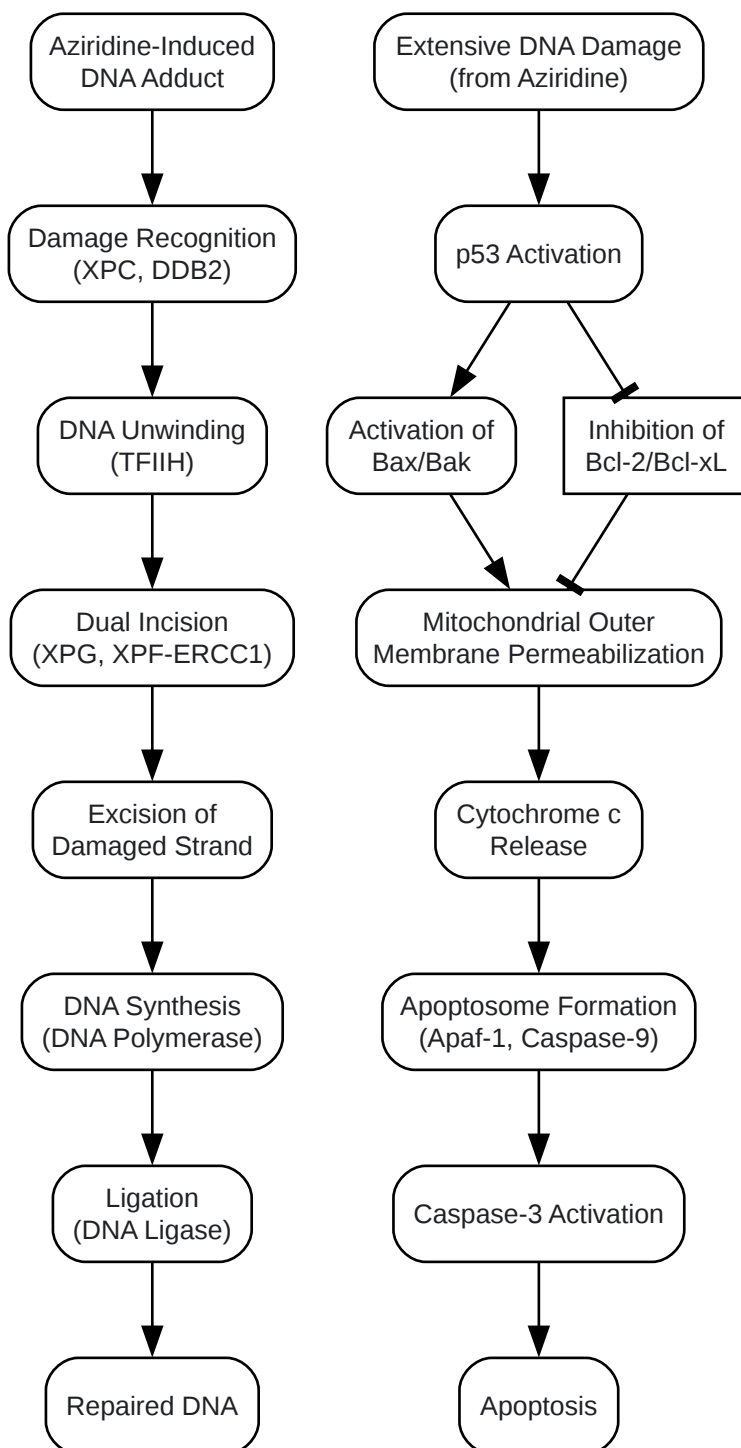 Aziridine-Induced
DNA Adduct
Damage Recognition
(XPC, DDB2)
DNA Unwinding
(TFIIH)
Dual Incision
(XPG, XPF-ERCC1)
Excision of
Damaged Strand
DNA Synthesis
(DNA Polymerase)
Ligation
(DNA Ligase)
Repaired DNA
Extensive DNA Damage
(from Aziridine)
p53 Activation
Activation of
Bax/Bak
Inhibition of
Bcl-2/Bcl-xL
Mitochondrial Outer
Membrane Permeabilization
Cytochrome c
Release
Apoptosome Formation
(Apaf-1, Caspase-9)
Caspase-3 Activation
Apoptosis